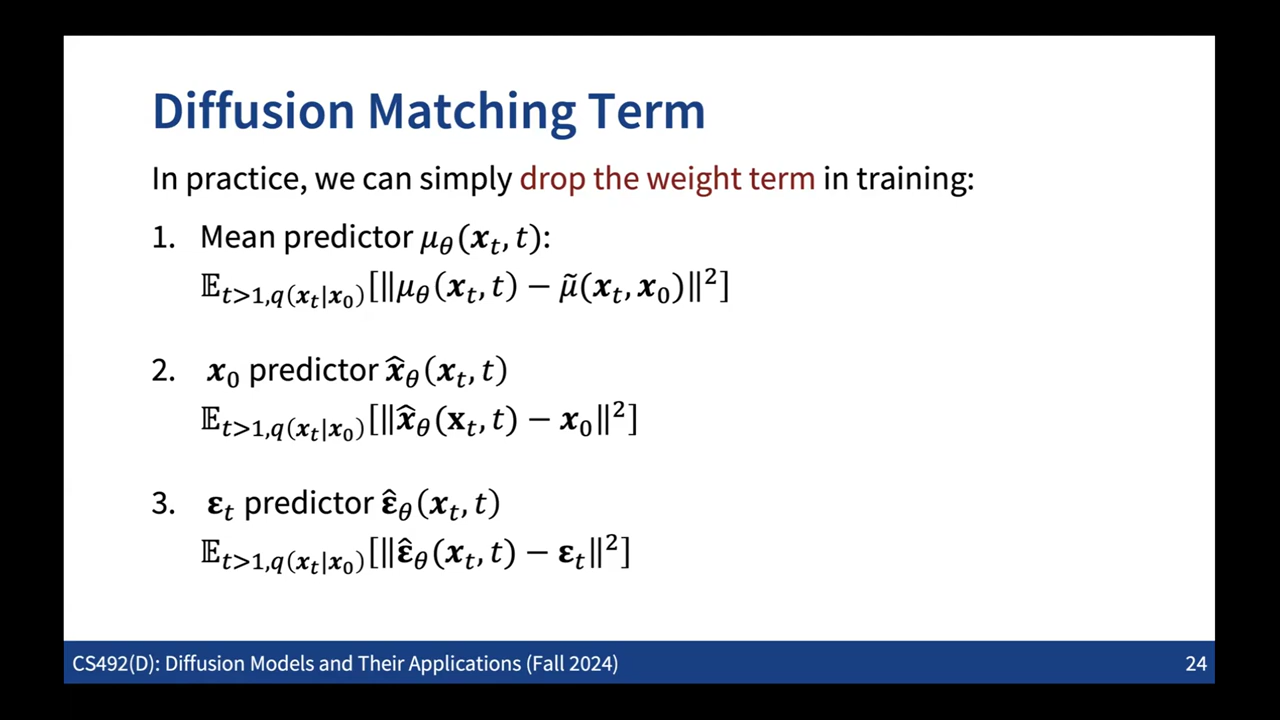 Diffusion Matching Term
In practice, we can simply drop the weight term in training:
1. Mean predictor μ_θ(𝒙_t, t):
𝔼_{t>1,q(𝒙_t|𝒙_0)}[‖μ_θ(𝒙_t, t) − μ̃(𝒙_t, 𝒙_0)‖²]
2. 𝒙_0 predictor 𝒙̂_θ(𝒙_t, t)
𝔼_{t>1,q(𝒙_t|𝒙_0)}[‖𝒙̂_θ(𝐱_t, t) − 𝒙_0‖²]
3. 𝛆_t predictor 𝛆̂_θ(𝒙_t, t)
𝔼_{t>1,q(𝒙_t|𝒙_0)}[‖𝛆̂_θ(𝒙_t, t) − 𝛆_t‖²]
CS492(D): Diffusion Models and Their Applications (Fall 2024)
24